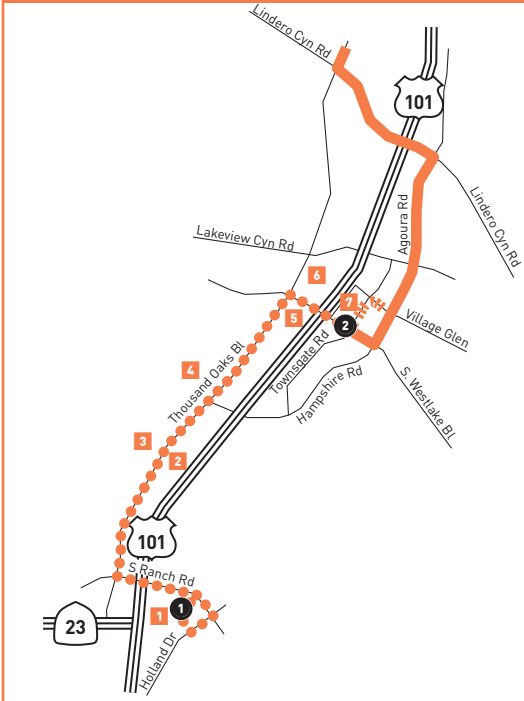 Lindero Cyn Rd
101
Lindero Cyn Rd
Agoura Rd
Lakeview Cyn Rd
6
7
5
2
Village Glen
Townsgate Rd
Hampshire Rd
S. Westlake Bl
4
Thousand Oaks Bl
3
2
101
S Ranch Rd
1
1
23
Holland Dr